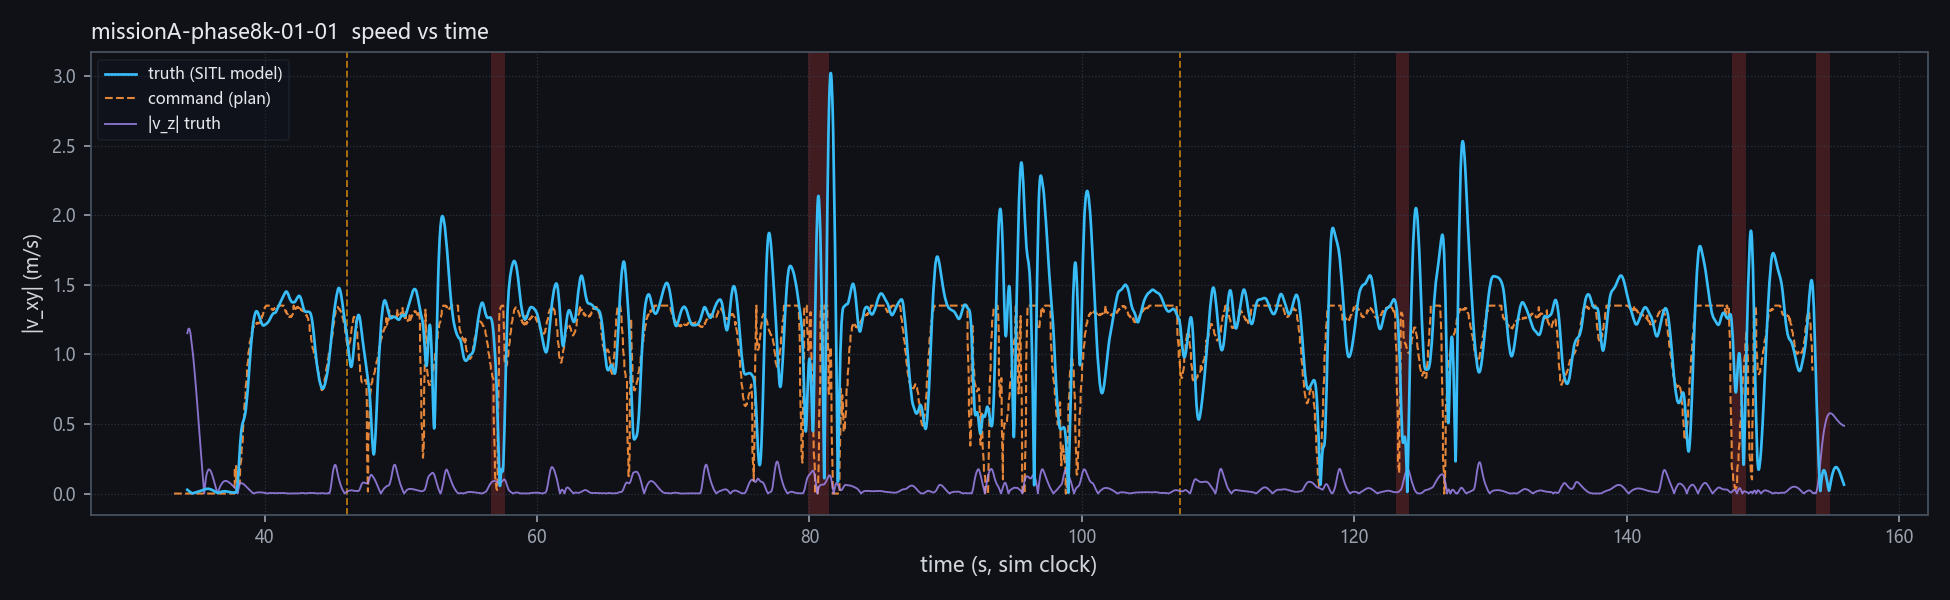 missionA-phase8k-01-01 speed vs time
truth (SITL model)
command (plan)
|v_z| truth
|v_xy| (m/s)
3.0
2.5
2.0
1.5
1.0
0.5
0.0
40
60
80
100
120
140
160
time (s, sim clock)